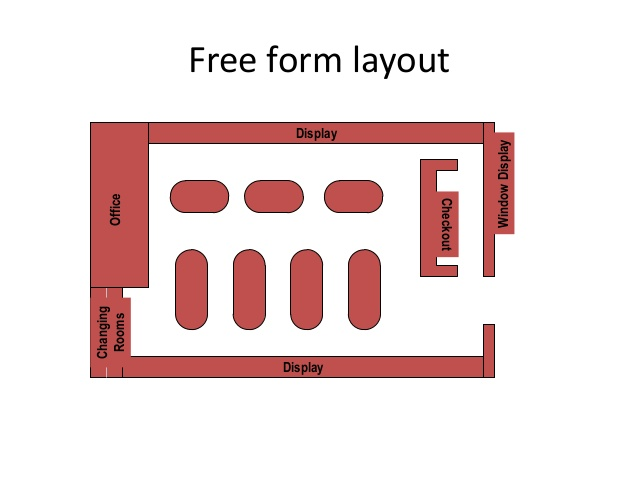 Free form layout
Display
Window Display
Office
Checkout
Changing
Rooms
Display